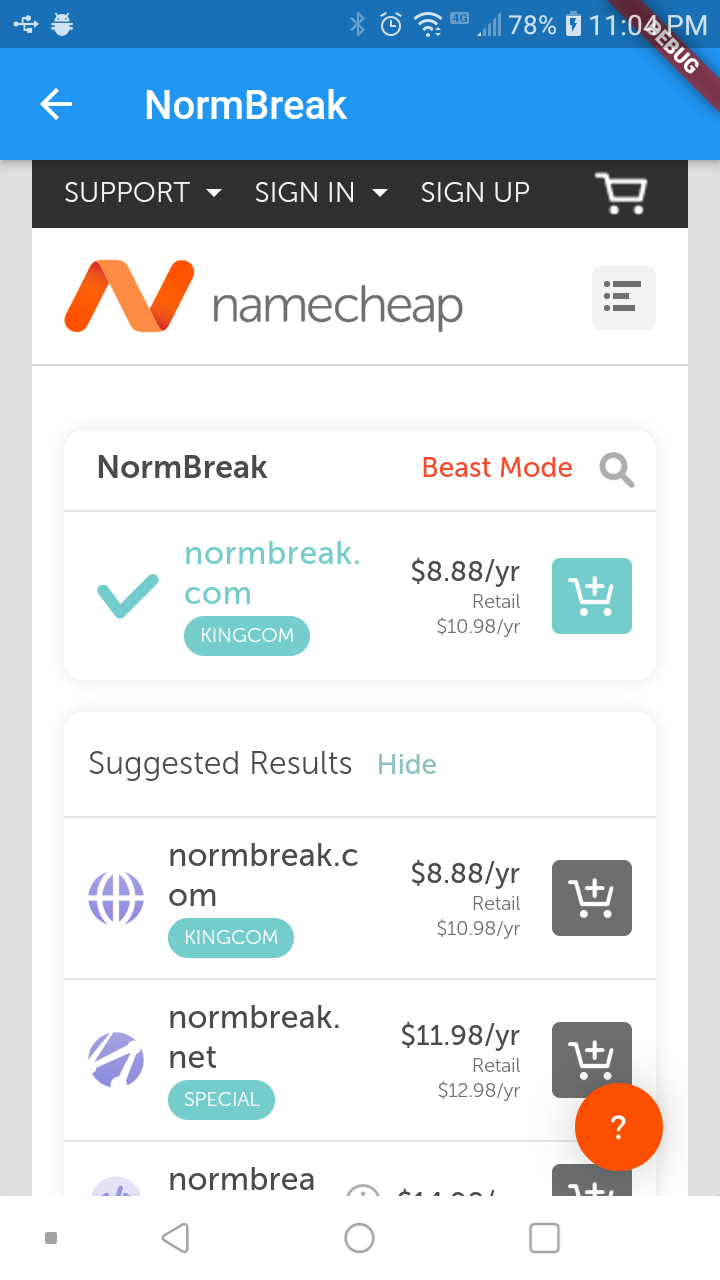 4G 78% 11:04 PM
DEBUG
NormBreak
SUPPORT SIGN IN SIGN UP
namecheap
NormBreak Beast Mode
normbreak.
com
KINGCOM
$8.88/yr
Retail
$10.98/yr
Suggested Results Hide
normbreak.c
om
KINGCOM
$8.88/yr
Retail
$10.98/yr
normbreak.
net
SPECIAL
$11.98/yr
Retail
$12.98/yr
?
normbrea